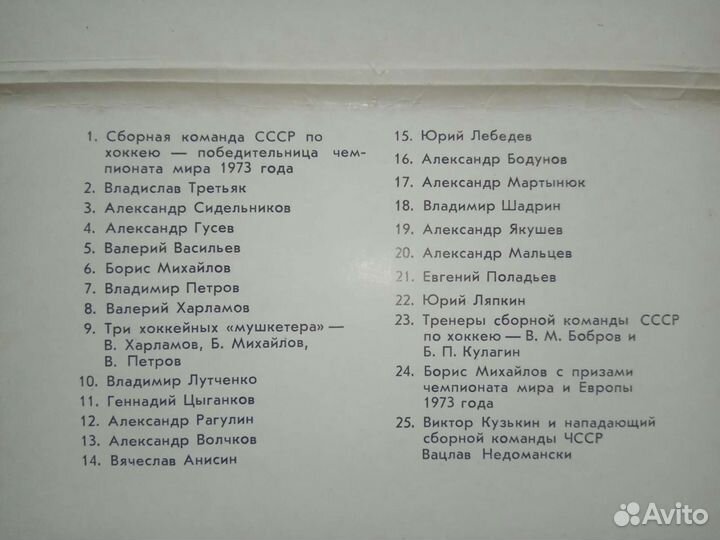 1. Сборная команда СССР по
хоккею — победительница чем-
пионата мира 1973 года
2. Владислав Третьяк
3. Александр Сидельников
4. Александр Гусев
5. Валерий Васильев
6. Борис Михайлов
7. Владимир Петров
8. Валерий Харламов
9. Три хоккейных «мушкетера» —
В. Харламов, Б. Михайлов,
В. Петров
10. Владимир Лутченко
11. Геннадий Цыганков
12. Александр Рагулин
13. Александр Волчков
14. Вячеслав Анисин
15. Юрий Лебедев
16. Александр Бодунов
17. Александр Мартынюк
18. Владимир Шадрин
19. Александр Якушев
20. Александр Мальцев
21. Евгений Поладьев
22. Юрий Ляпкин
23. Тренеры сборной команды СССР
по хоккею — В. М. Бобров и
Б. П. Кулагин
24. Борис Михайлов с призами
чемпионата мира и Европы
1973 года
25. Виктор Кузькин и нападающий
сборной команды ЧССР
Вацлав Недомански
Avito